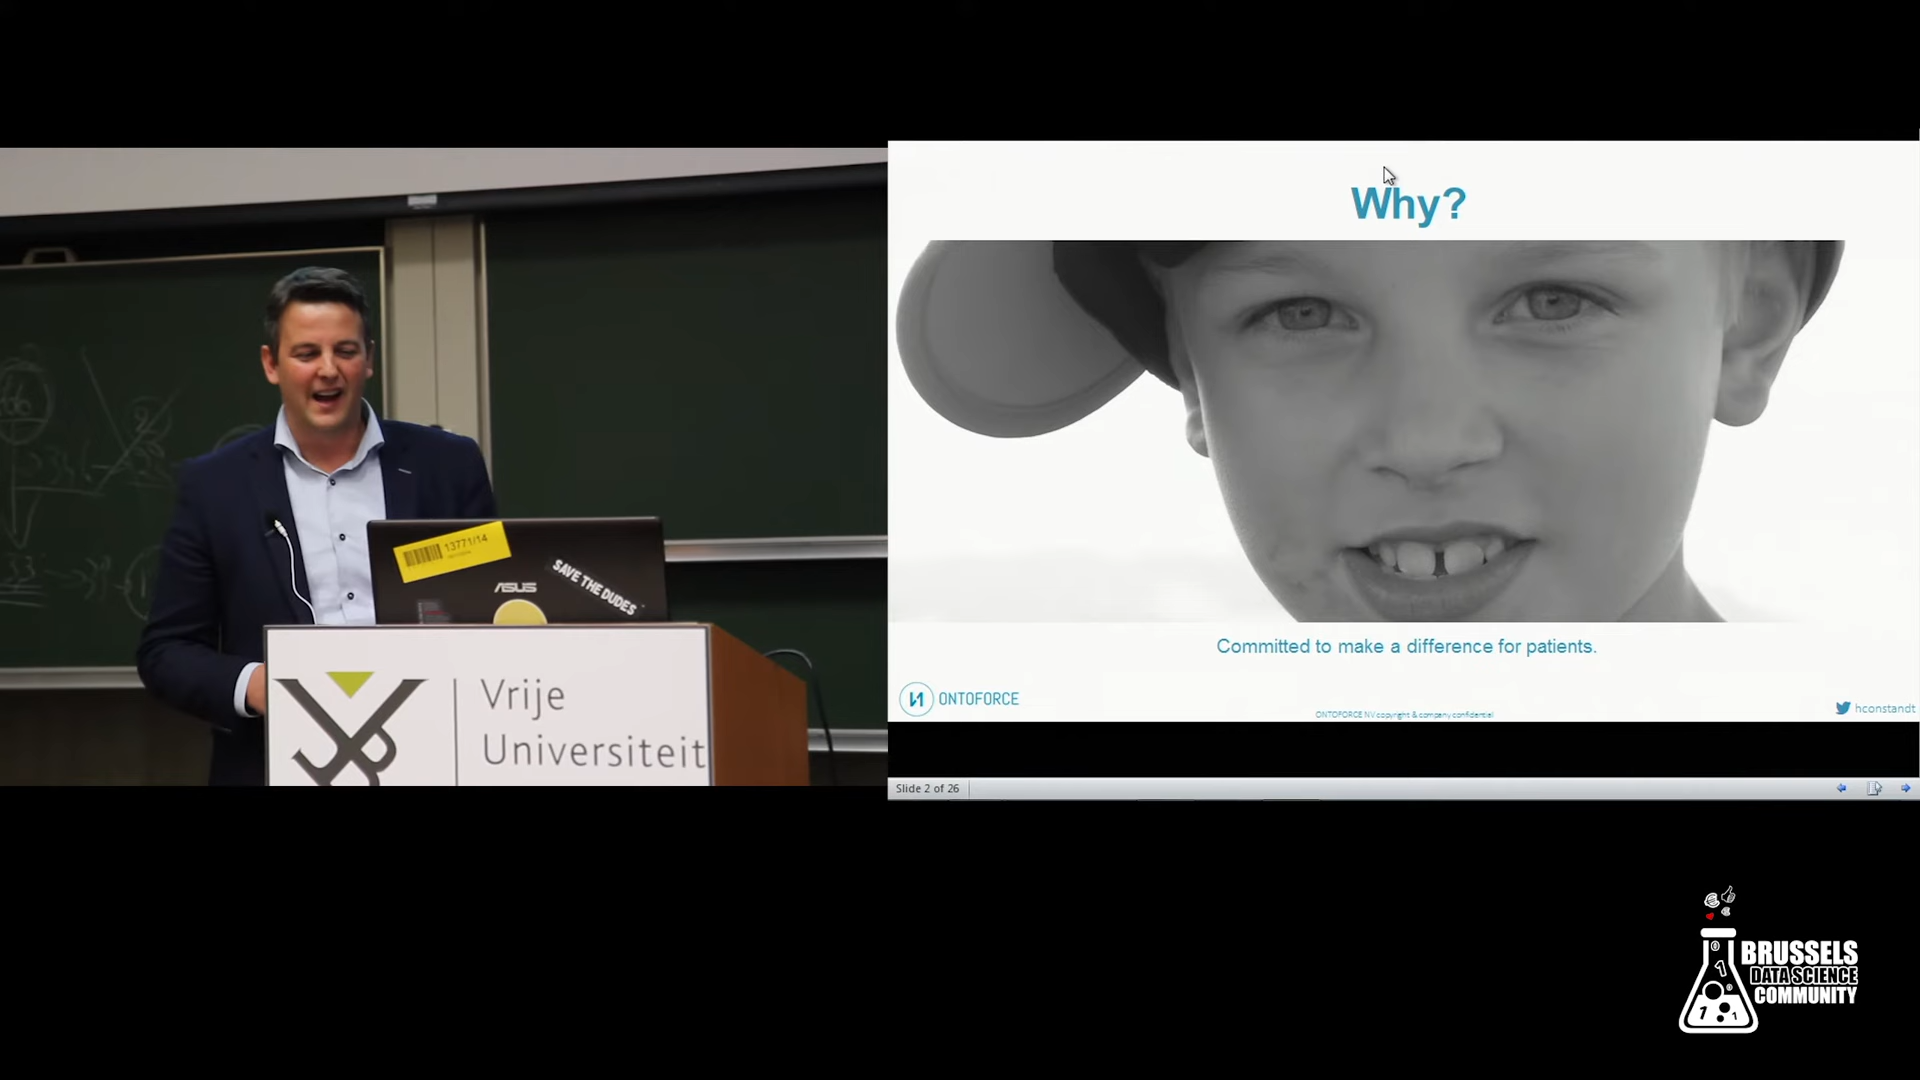 13771/14
ASUS
SAVE THE DUDES
Vrije
Universiteit
Why?
Committed to make a difference for patients.
ONTOFORCE
ONTOFORCE NV copyright & company confidential
hconstandt
Slide 2 of 26
BRUSSELS
DATA SCIENCE
COMMUNITY